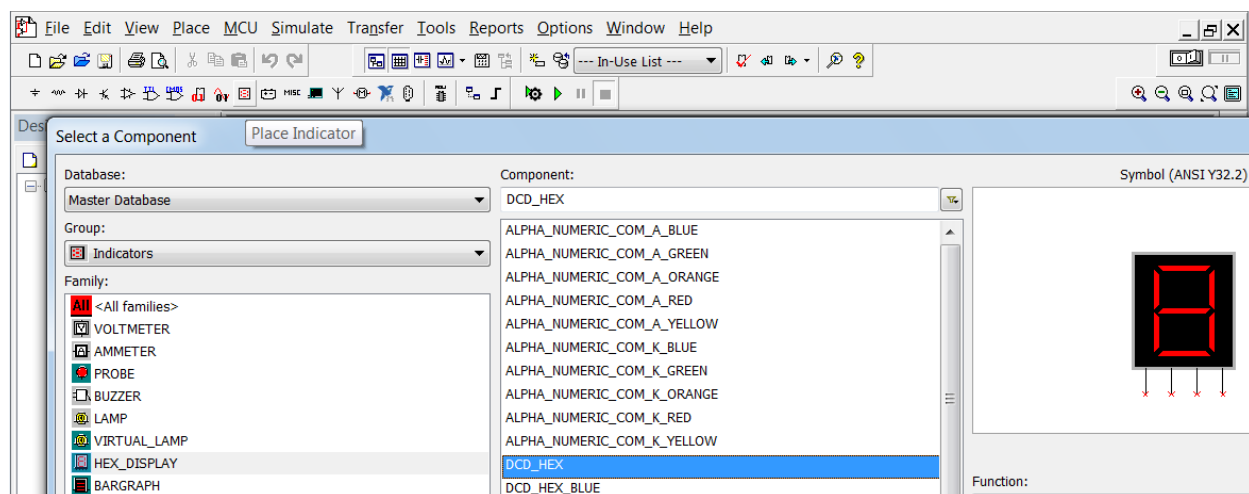 File Edit View Place MCU Simulate Transfer Tools Reports Options Window Help
--- In-Use List ---
MISC
Des
Select a Component
Place Indicator
Database:
Component:
Symbol (ANSI Y32.2)
Master Database
DCD_HEX
Group:
Indicators
Family:
All <All families>
VOLTMETER
AMMETER
PROBE
BUZZER
LAMP
VIRTUAL_LAMP
HEX_DISPLAY
BARGRAPH
ALPHA_NUMERIC_COM_A_BLUE
ALPHA_NUMERIC_COM_A_GREEN
ALPHA_NUMERIC_COM_A_ORANGE
ALPHA_NUMERIC_COM_A_RED
ALPHA_NUMERIC_COM_A_YELLOW
ALPHA_NUMERIC_COM_K_BLUE
ALPHA_NUMERIC_COM_K_GREEN
ALPHA_NUMERIC_COM_K_ORANGE
ALPHA_NUMERIC_COM_K_RED
ALPHA_NUMERIC_COM_K_YELLOW
DCD_HEX
DCD_HEX_BLUE
Function: